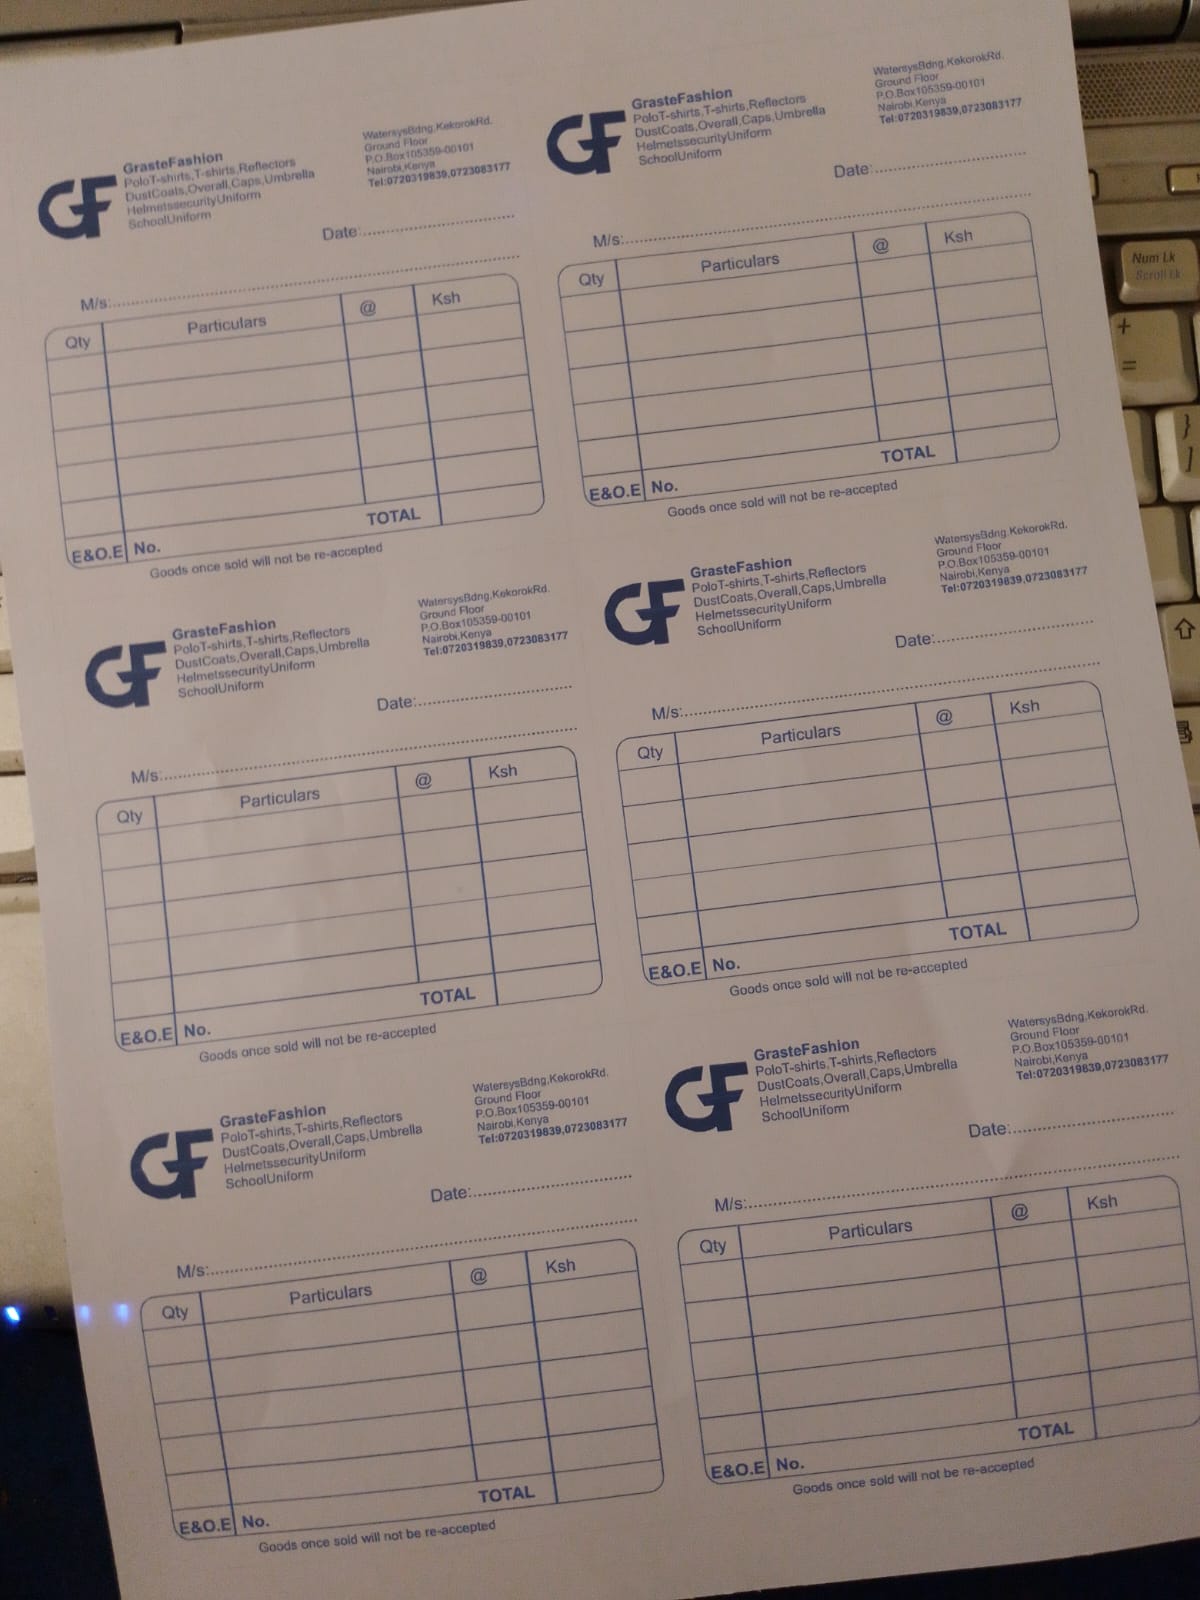 GF
GrasteFashion
PoloT-shirts,T-shirts,Reflectors
DustCoats,Overall,Caps,Umbrella
HelmetssecurityUniform
SchoolUniform
WatersysBdng,KekorokRd.
Ground Floor
P.O.Box105359-00101
Nairobi,Kenya
Tel:0720319839,0723083177
Date:
M/s:
Qty Particulars @ Ksh
TOTAL
E&O.E No.
Goods once sold will not be re-accepted
GF
GrasteFashion
PoloT-shirts,T-shirts,Reflectors
DustCoats,Overall,Caps,Umbrella
HelmetssecurityUniform
SchoolUniform
WatersysBdng,KekorokRd.
Ground Floor
P.O.Box105359-00101
Nairobi,Kenya
Tel:0720319839,0723083177
Date:
M/s:
Qty Particulars @ Ksh
TOTAL
E&O.E No.
Goods once sold will not be re-accepted
GF
GrasteFashion
PoloT-shirts,T-shirts,Reflectors
DustCoats,Overall,Caps,Umbrella
HelmetssecurityUniform
SchoolUniform
WatersysBdng,KekorokRd.
Ground Floor
P.O.Box105359-00101
Nairobi,Kenya
Tel:0720319839,0723083177
Date:
M/s:
Qty Particulars @ Ksh
TOTAL
E&O.E No.
Goods once sold will not be re-accepted
GF
GrasteFashion
PoloT-shirts,T-shirts,Reflectors
DustCoats,Overall,Caps,Umbrella
HelmetssecurityUniform
SchoolUniform
WatersysBdng,KekorokRd.
Ground Floor
P.O.Box105359-00101
Nairobi,Kenya
Tel:0720319839,0723083177
Date:
M/s:
Qty Particulars @ Ksh
TOTAL
E&O.E No.
Goods once sold will not be re-accepted
GF
GrasteFashion
PoloT-shirts,T-shirts,Reflectors
DustCoats,Overall,Caps,Umbrella
HelmetssecurityUniform
SchoolUniform
WatersysBdng,KekorokRd.
Ground Floor
P.O.Box105359-00101
Nairobi,Kenya
Tel:0720319839,0723083177
Date:
M/s:
Qty Particulars @ Ksh
TOTAL
E&O.E No.
Goods once sold will not be re-accepted
GF
GrasteFashion
PoloT-shirts,T-shirts,Reflectors
DustCoats,Overall,Caps,Umbrella
HelmetssecurityUniform
SchoolUniform
WatersysBdng,KekorokRd.
Ground Floor
P.O.Box105359-00101
Nairobi,Kenya
Tel:0720319839,0723083177
Date:
M/s:
Qty Particulars @ Ksh
TOTAL
E&O.E No.
Goods once sold will not be re-accepted
Num Lk
Scroll Lk
+
=
}
]